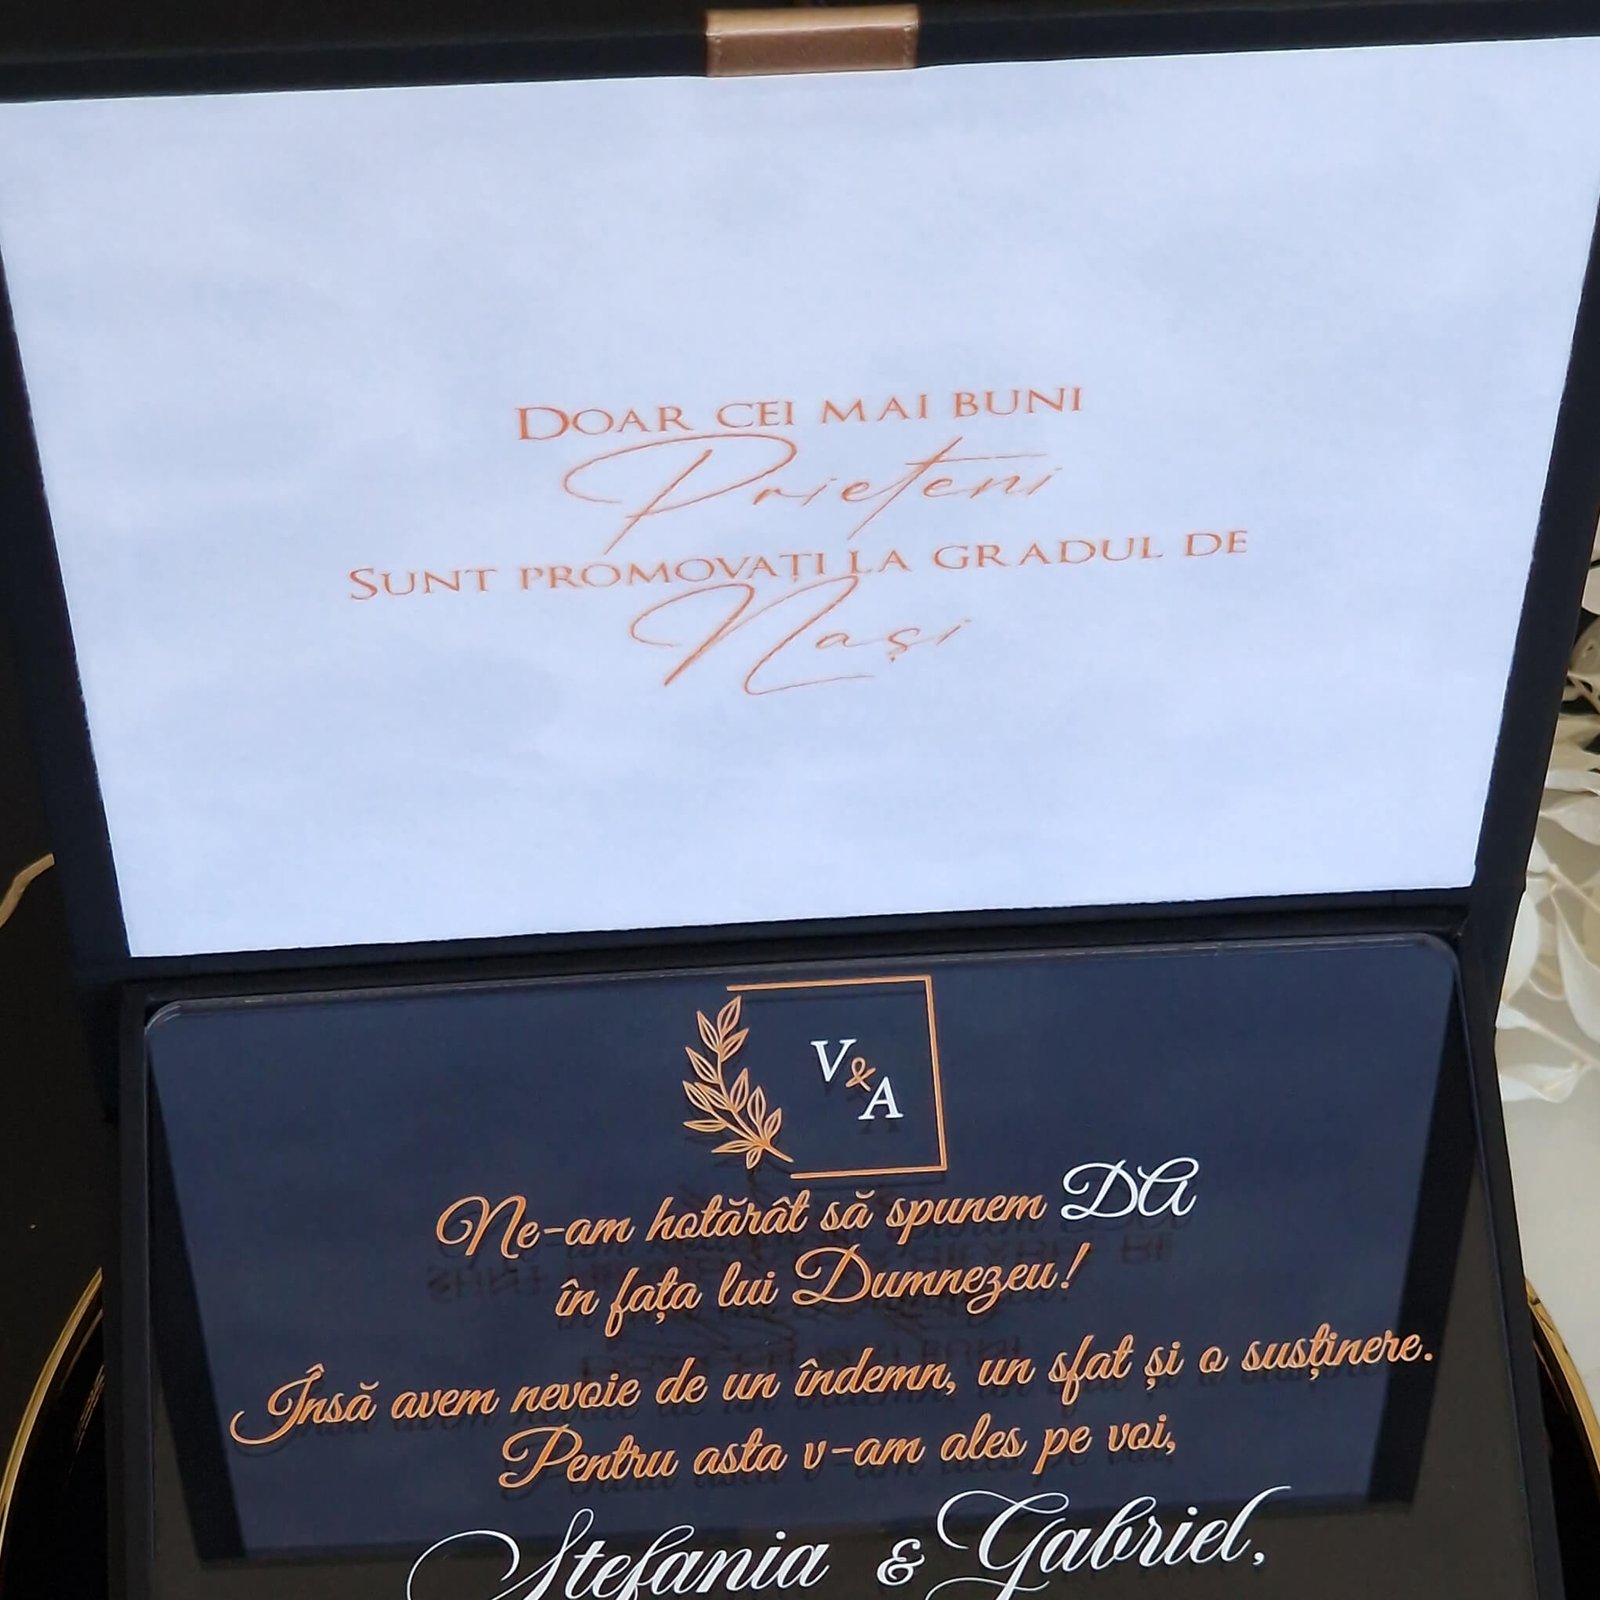 DOAR CEI MAI BUNI
Prieteni
SUNT PROMOVAȚI LA GRADUL DE
Nași
V&A
Ne-am hotărât să spunem DA
în fața lui Dumnezeu!
Însă avem nevoie de un îndemn, un sfat și o susținere.
Pentru asta v-am ales pe voi,
Stefania & Gabriel,